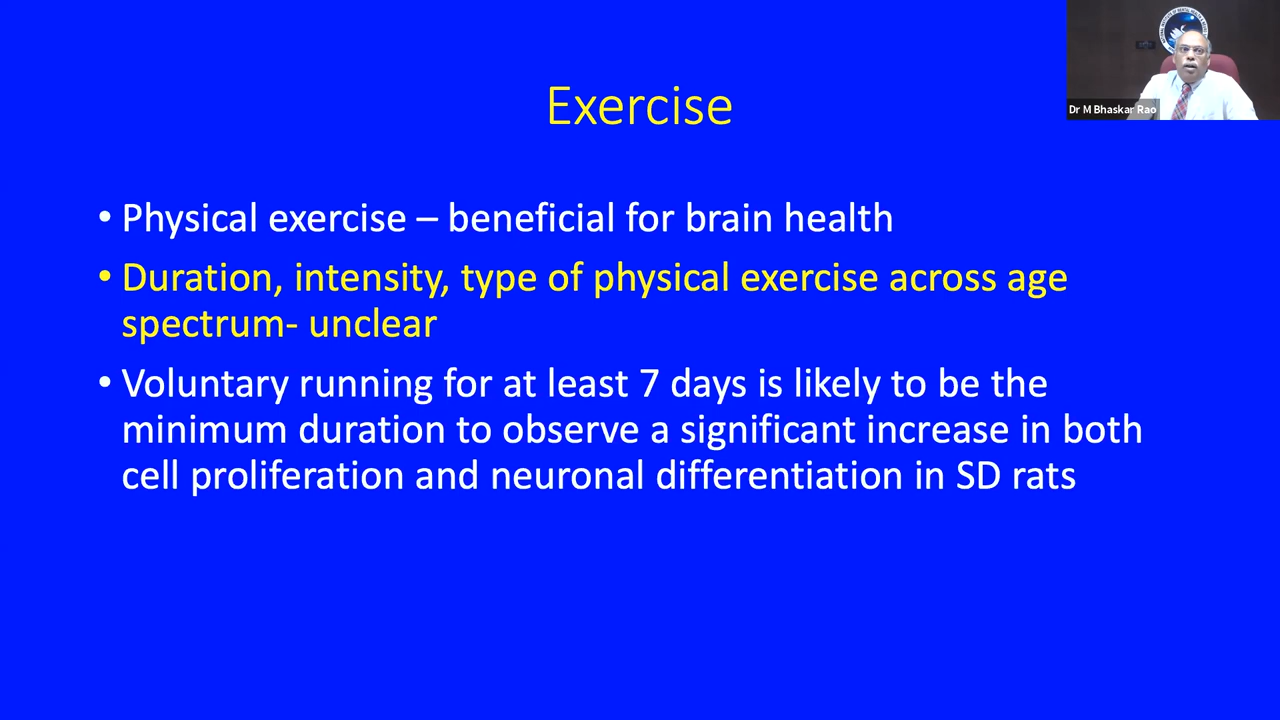 Dr M Bhaskar Rao
Exercise
• Physical exercise – beneficial for brain health
• Duration, intensity, type of physical exercise across age
spectrum- unclear
• Voluntary running for at least 7 days is likely to be the
minimum duration to observe a significant increase in both
cell proliferation and neuronal differentiation in SD rats